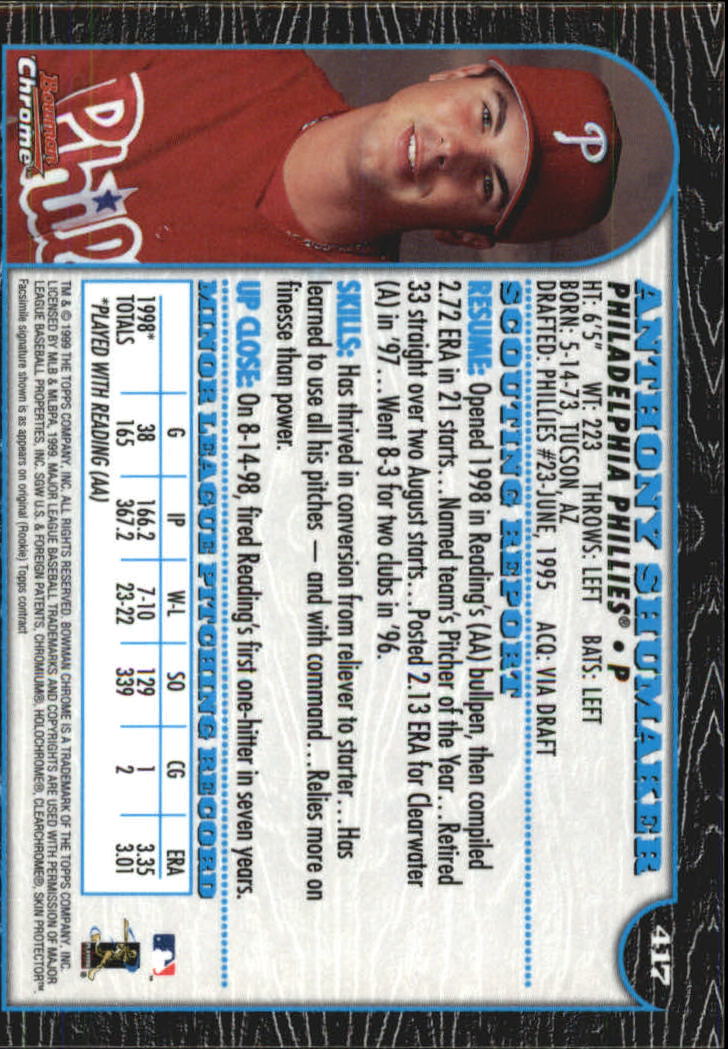 417
ANTHONY SHUMAKER
PHILADELPHIA PHILLIES® • P
HT: 6'5" WT: 223 THROWS: LEFT BATS: LEFT
BORN: 5-14-73, TUCSON, AZ
DRAFTED: PHILLIES #23-JUNE, 1995 ACQ: VIA DRAFT
SCOUTING REPORT
RESUME: Opened 1998 in Reading's (AA) bullpen, then compiled
2.72 ERA in 21 starts...Named team's Pitcher of the Year...Retired
33 straight over two August starts...Posted 2.13 ERA for Clearwater
(A) in '97...Went 8-3 for two clubs in '96.
SKILLS: Has thrived in conversion from reliever to starter...Has
learned to use all his pitches — and with command...Relies more on
finesse than power.
UP CLOSE: On 8-14-98, fired Reading's first one-hitter in seven years.
MINOR LEAGUE PITCHING RECORD
G IP W-L SO CG ERA
1998* 38 166.2 7-10 129 1 3.35
TOTALS 165 367.2 23-22 339 2 3.01
*PLAYED WITH READING (AA)
TM & © 1999 THE TOPPS COMPANY, INC. ALL RIGHTS RESERVED. BOWMAN CHROME IS A TRADEMARK OF THE TOPPS COMPANY, INC.
LICENSED BY MLB & MLBPA, 1999. MAJOR LEAGUE BASEBALL TRADEMARKS AND COPYRIGHTS ARE USED WITH PERMISSION OF MAJOR
LEAGUE BASEBALL PROPERTIES, INC. SGW U.S. & FOREIGN PATENTS, CHROMIUM®, HOLOCHROME®, CLEARCHROME®, SKIN PROTECTOR™.
Facsimile signature shown is as appears on original (Rookie) Topps contract
P
Phil
Bowman
Chrome™